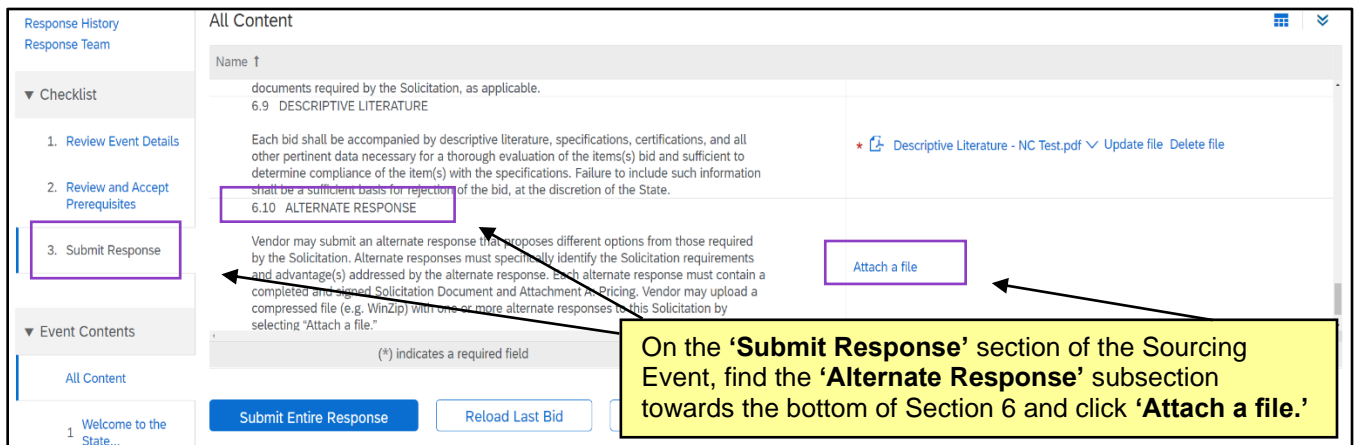 Response History
Response Team
▼ Checklist
1. Review Event Details
2. Review and Accept
Prerequisites
3. Submit Response
▼ Event Contents
All Content
1 Welcome to the
State...
All Content
Name ↑
documents required by the Solicitation, as applicable.
6.9 DESCRIPTIVE LITERATURE
Each bid shall be accompanied by descriptive literature, specifications, certifications, and all
other pertinent data necessary for a thorough evaluation of the items(s) bid and sufficient to
determine compliance of the item(s) with the specifications. Failure to include such information
shall be a sufficient basis for rejection of the bid, at the discretion of the State.
* Descriptive Literature - NC Test.pdf Update file Delete file
6.10 ALTERNATE RESPONSE
Vendor may submit an alternate response that proposes different options from those required
by the Solicitation. Alternate responses must specifically identify the Solicitation requirements
and advantage(s) addressed by the alternate response. Each alternate response must contain a
completed and signed Solicitation Document and Attachment A: Pricing. Vendor may upload a
compressed file (e.g. WinZip) with one or more alternate responses to this Solicitation by
selecting "Attach a file."
Attach a file
(*) indicates a required field
Submit Entire Response
Reload Last Bid
On the ‘Submit Response’ section of the Sourcing
Event, find the ‘Alternate Response’ subsection
towards the bottom of Section 6 and click ‘Attach a file.’